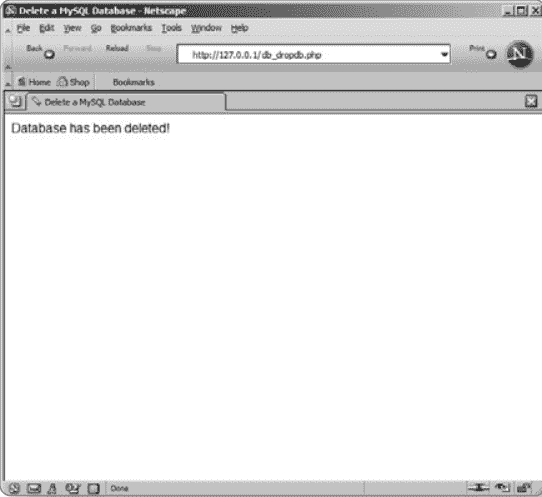 Delete a MySQL Database - Netscape
File Edit View Go Bookmarks Tools Window Help
Back Forward Reload Stop http://127.0.0.1/db_dropdb.php Print N
Home Shop Bookmarks
Delete a MySQL Database
Database has been deleted!
Done